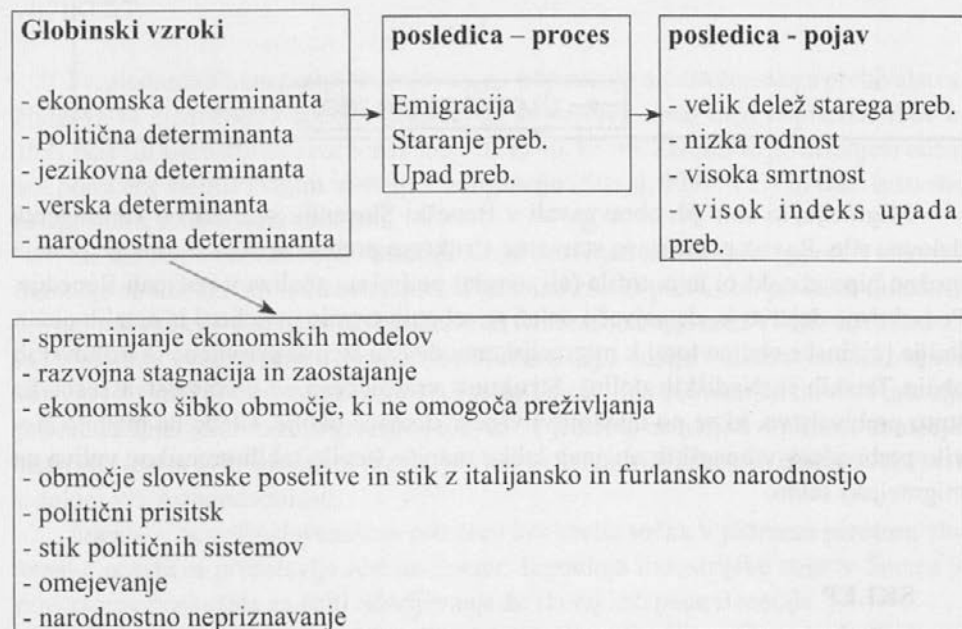 Globinski vzroki
- ekonomska determinanta
- politična determinanta
- jezikovna determinanta
- verska determinanta
- narodnostna determinanta
posledica – proces
Emigracija
Staranje preb.
Upad preb.
posledica - pojav
- velik delež starega preb.
- nizka rodnost
- visoka smrtnost
- visok indeks upada
preb.
- spreminjanje ekonomskih modelov
- razvojna stagnacija in zaostajanje
- ekonomsko šibko območje, ki ne omogoča preživljanja
- območje slovenske poselitve in stik z italijansko in furlansko narodnostjo
- politični prisitsk
- stik političnih sistemov
- omejevanje
- narodnostno nepriznavanje